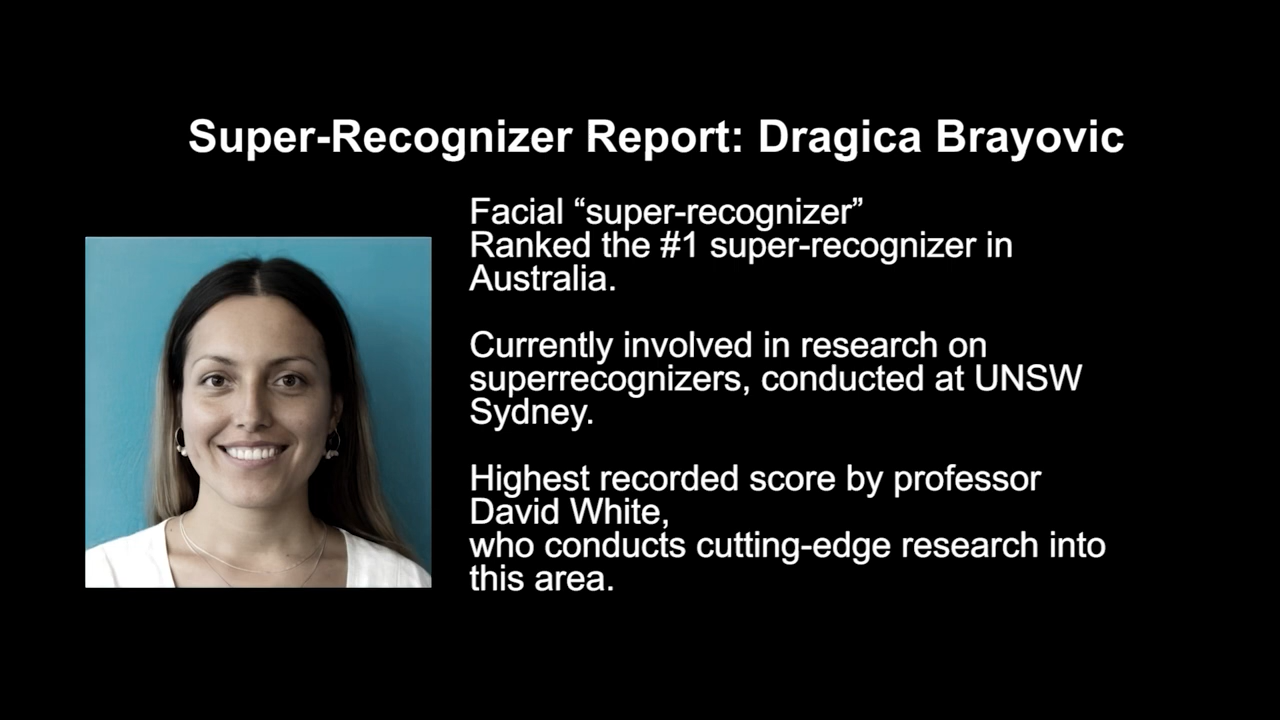 Super-Recognizer Report: Dragica Brayovic
Facial “super-recognizer”
Ranked the #1 super-recognizer in
Australia.
Currently involved in research on
superrecognizers, conducted at UNSW
Sydney.
Highest recorded score by professor
David White,
who conducts cutting-edge research into
this area.